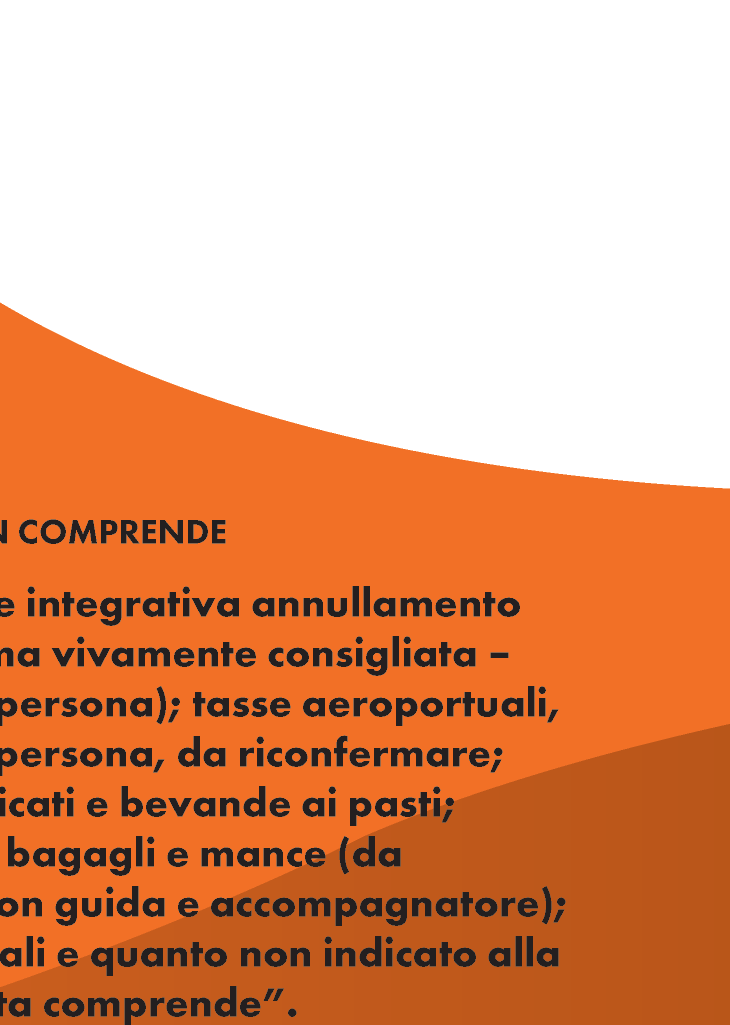 N COMPRENDE
e integrativa annullamento
ma vivamente consigliata –
persona); tasse aeroportuali,
persona, da riconfermare;
icati e bevande ai pasti;
bagagli e mance (da
on guida e accompagnatore);
ali e quanto non indicato alla
ta comprende”.